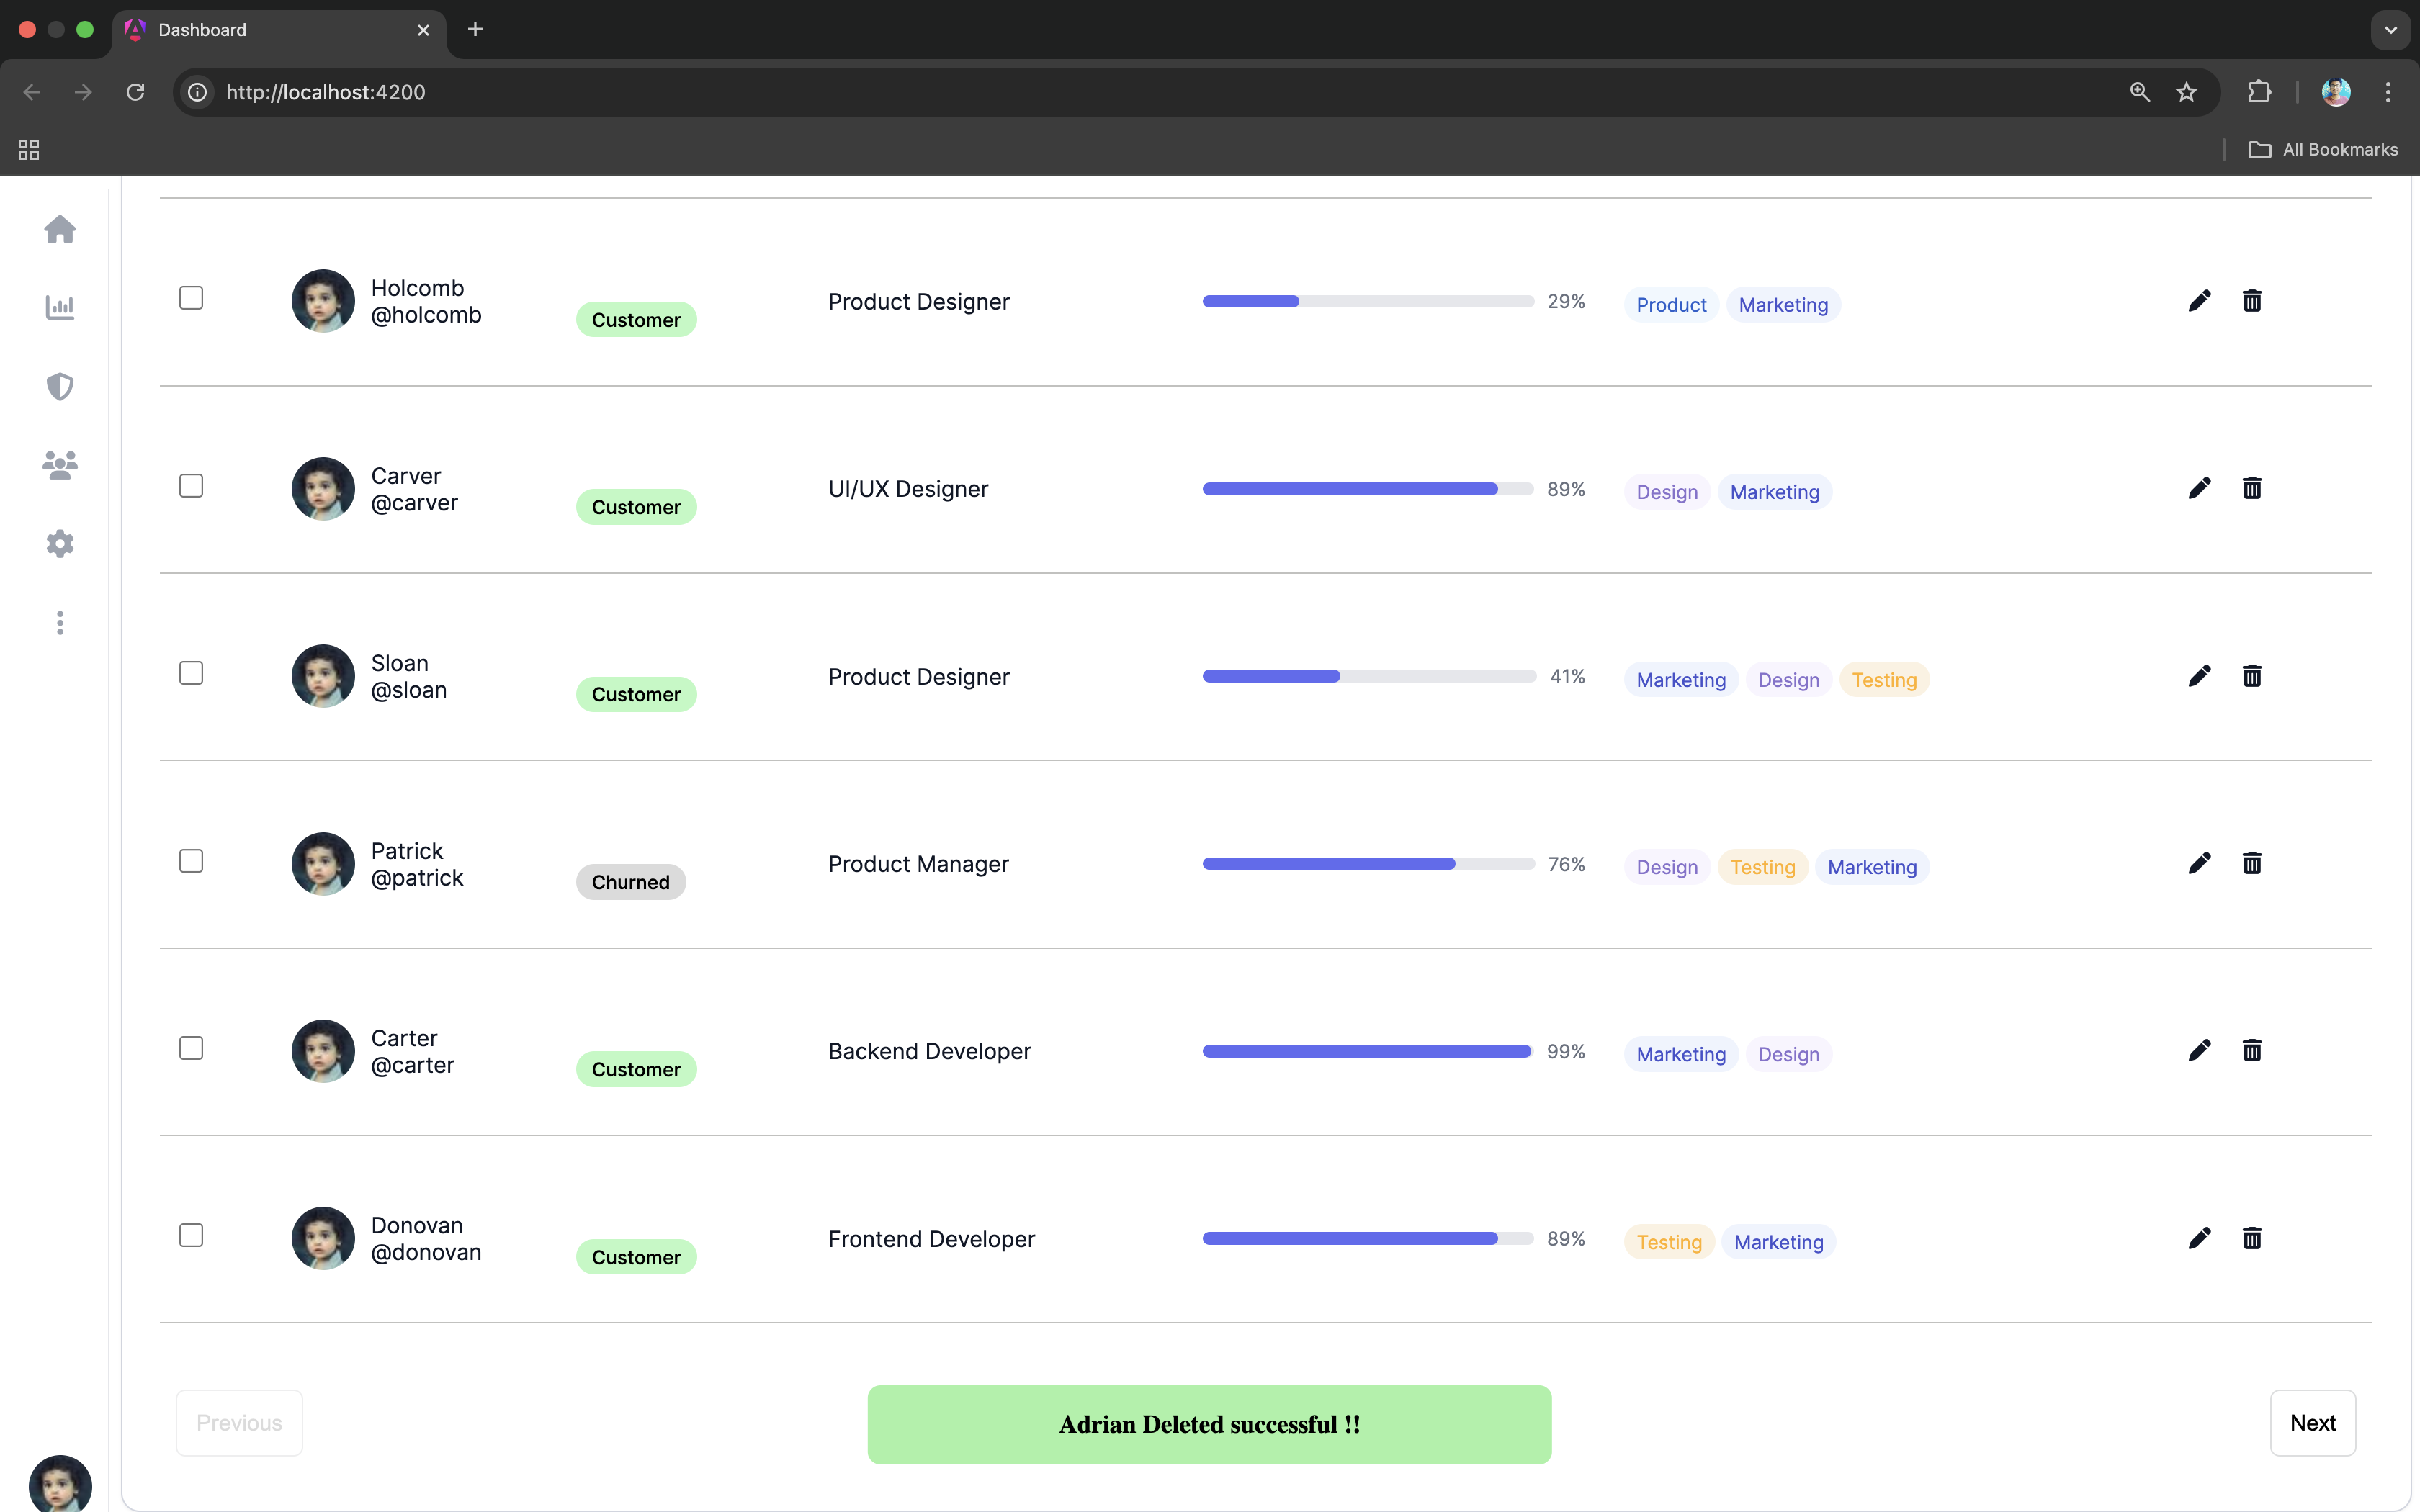 Dashboard
http://localhost:4200
All Bookmarks
Holcomb
@holcomb
Customer
Product Designer
29%
Product Marketing
Carver
@carver
Customer
UI/UX Designer
89%
Design Marketing
Sloan
@sloan
Customer
Product Designer
41%
Marketing Design Testing
Patrick
@patrick
Churned
Product Manager
76%
Design Testing Marketing
Carter
@carter
Customer
Backend Developer
99%
Marketing Design
Donovan
@donovan
Customer
Frontend Developer
89%
Testing Marketing
Previous
Adrian Deleted successful !!
Next